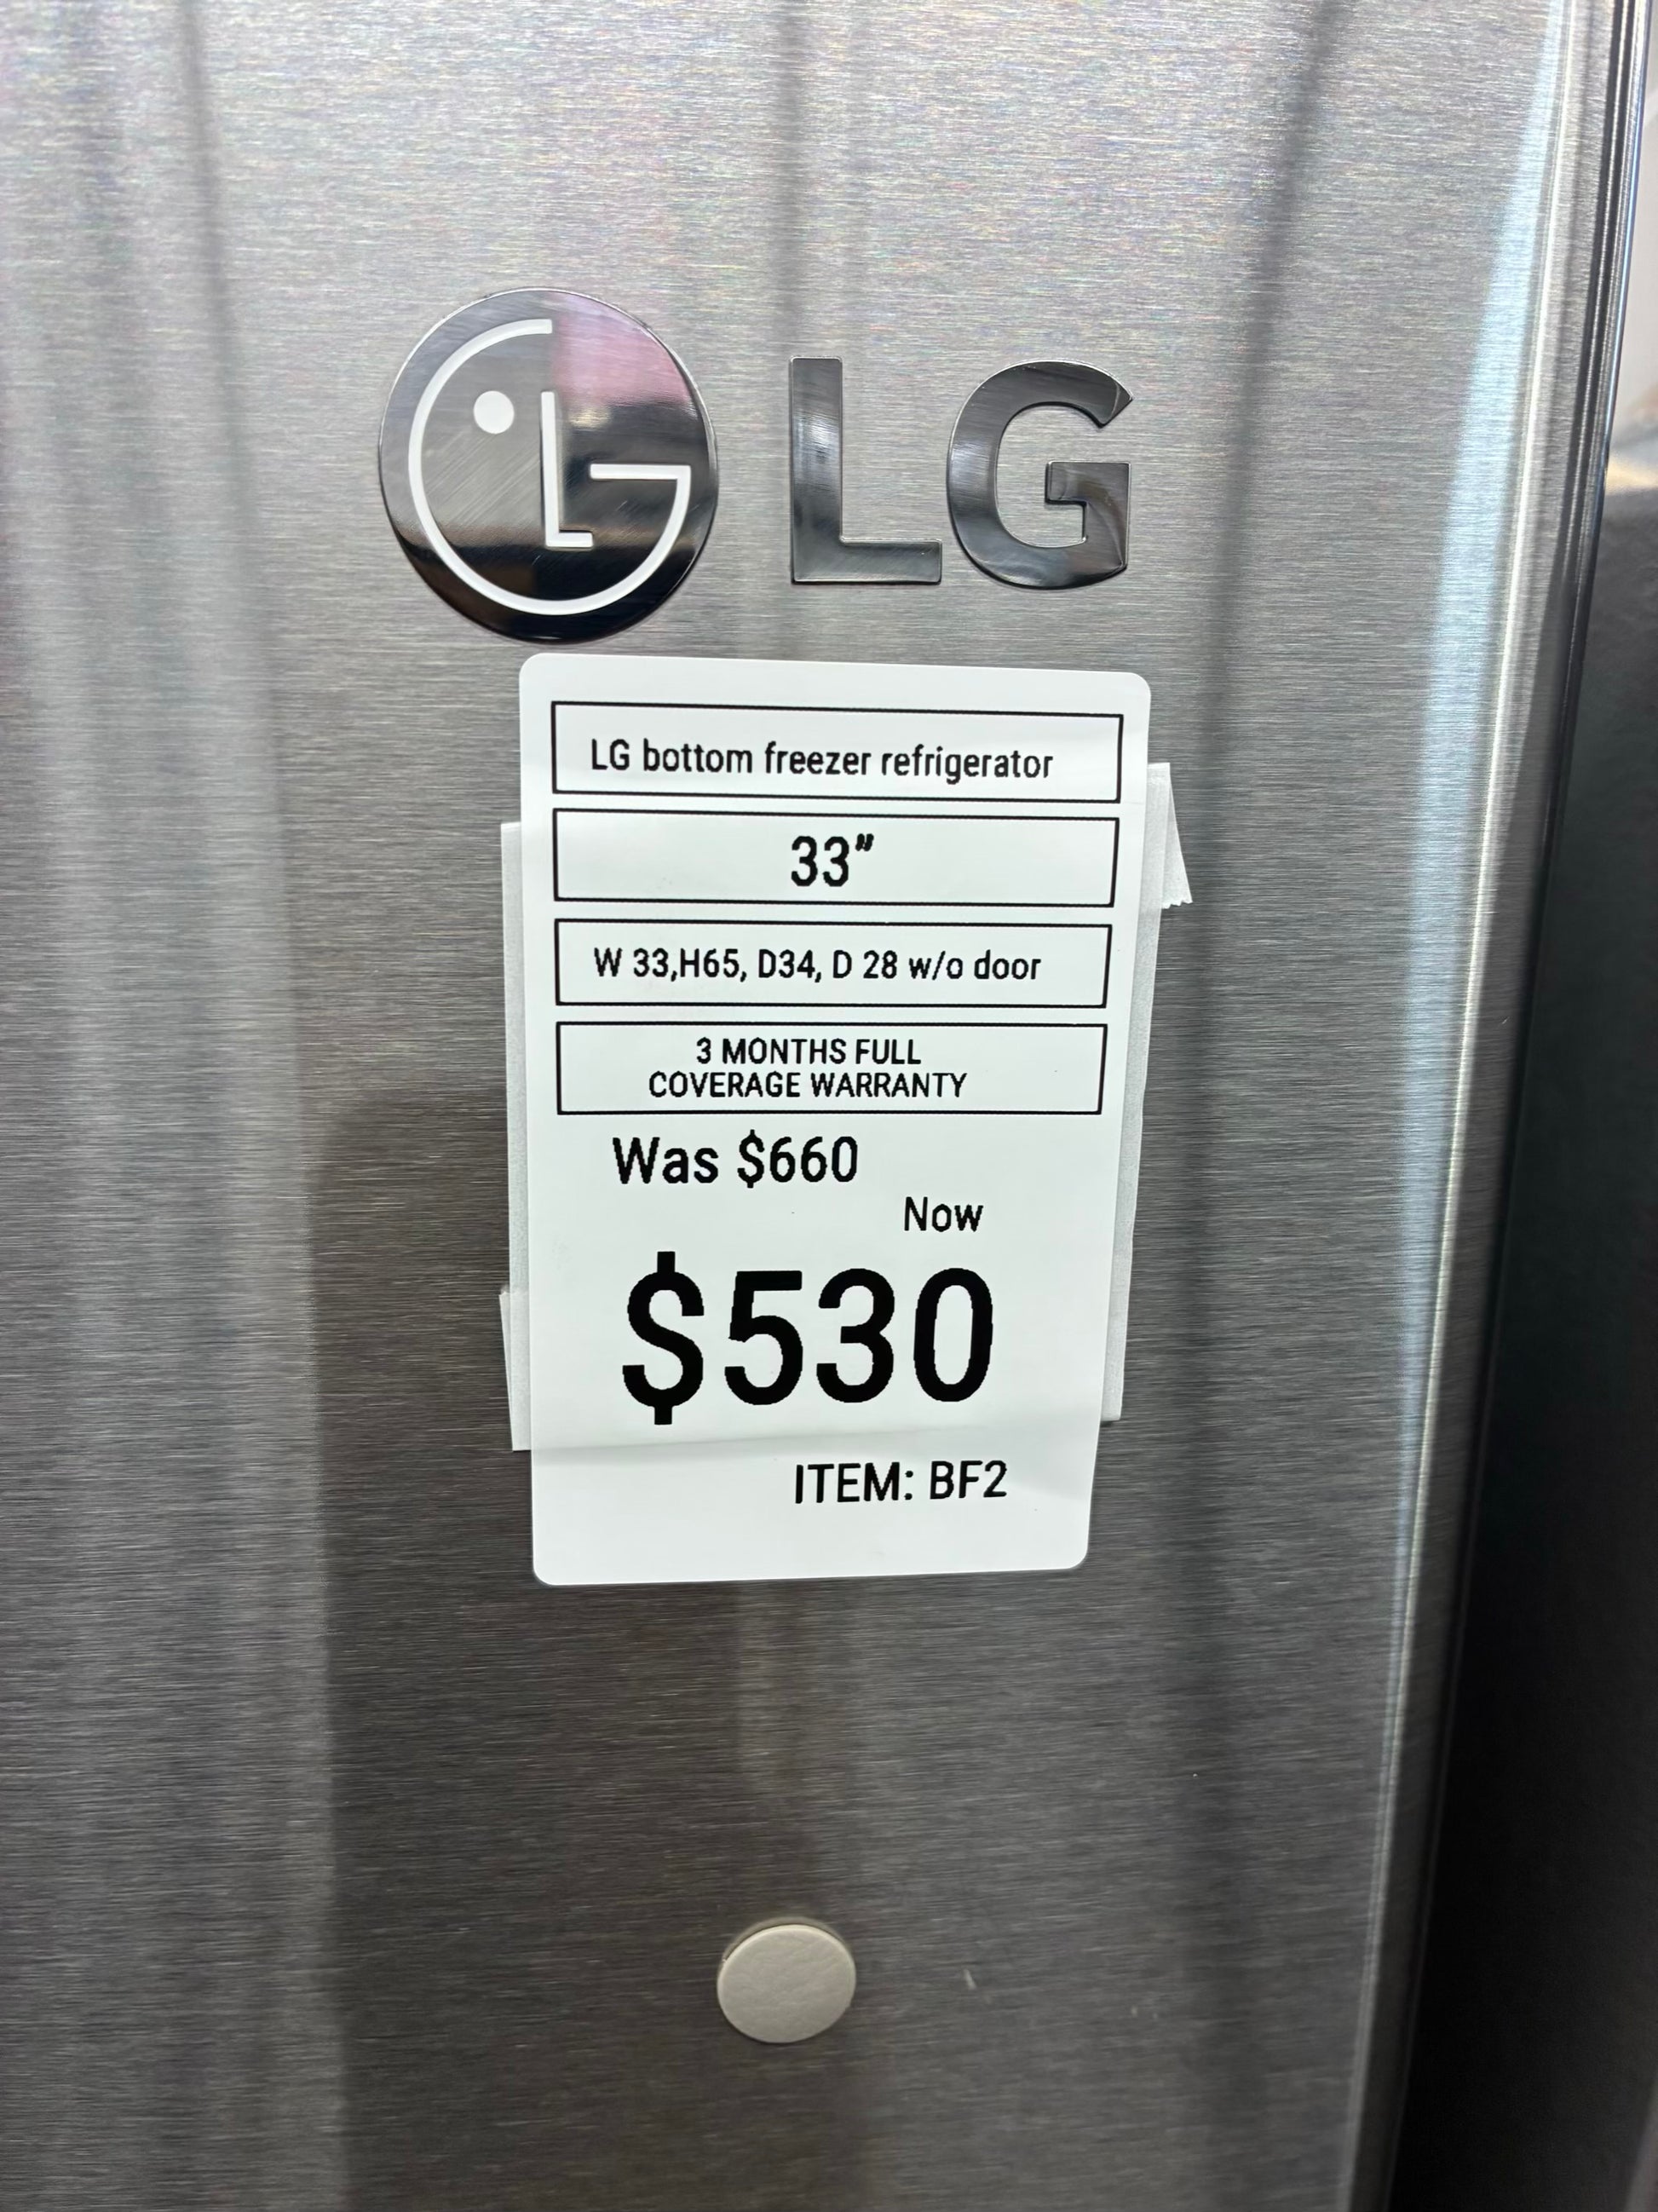 LG
LG bottom freezer refrigerator
33"
W 33,H65, D34, D 28 w/o door
3 MONTHS FULL
COVERAGE WARRANTY
Was $660
Now
$530
ITEM: BF2